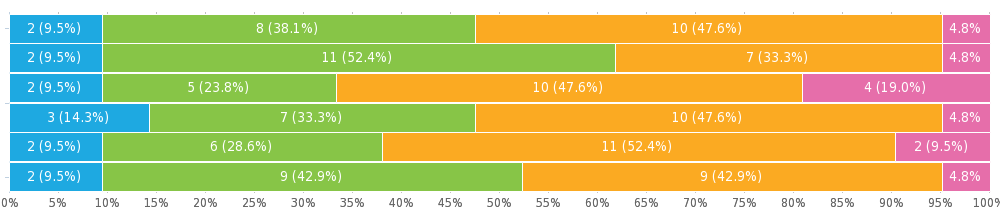 2 (9.5%) 8 (38.1%) 10 (47.6%) 4.8%
2 (9.5%) 11 (52.4%) 7 (33.3%) 4.8%
2 (9.5%) 5 (23.8%) 10 (47.6%) 4 (19.0%)
3 (14.3%) 7 (33.3%) 10 (47.6%) 4.8%
2 (9.5%) 6 (28.6%) 11 (52.4%) 2 (9.5%)
2 (9.5%) 9 (42.9%) 9 (42.9%) 4.8%
0% 5% 10% 15% 20% 25% 30% 35% 40% 45% 50% 55% 60% 65% 70% 75% 80% 85% 90% 95% 100%